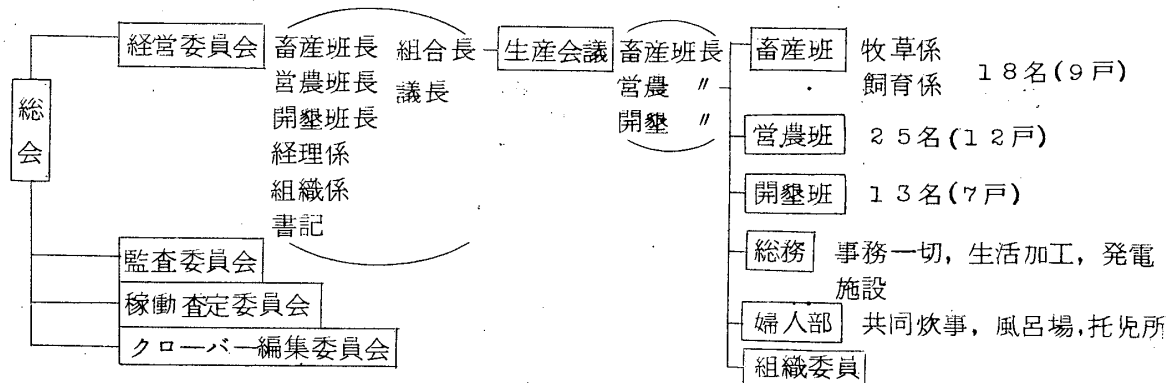 総会
経営委員会
畜産班長 組合長
営農班長 議長
開墾班長
経理係
組織係
書記
監査委員会
稼働査定委員会
クローバー編集委員会
生産会議
畜産班長
営農 〃
開墾 〃
畜産班 牧草係
飼育係
18名(9戸)
営農班 25名(12戸)
開墾班 13名(7戸)
総務 事務一切，生活加工，発電
施設
婦人部 共同炊事，風呂場，托児所
組織委員